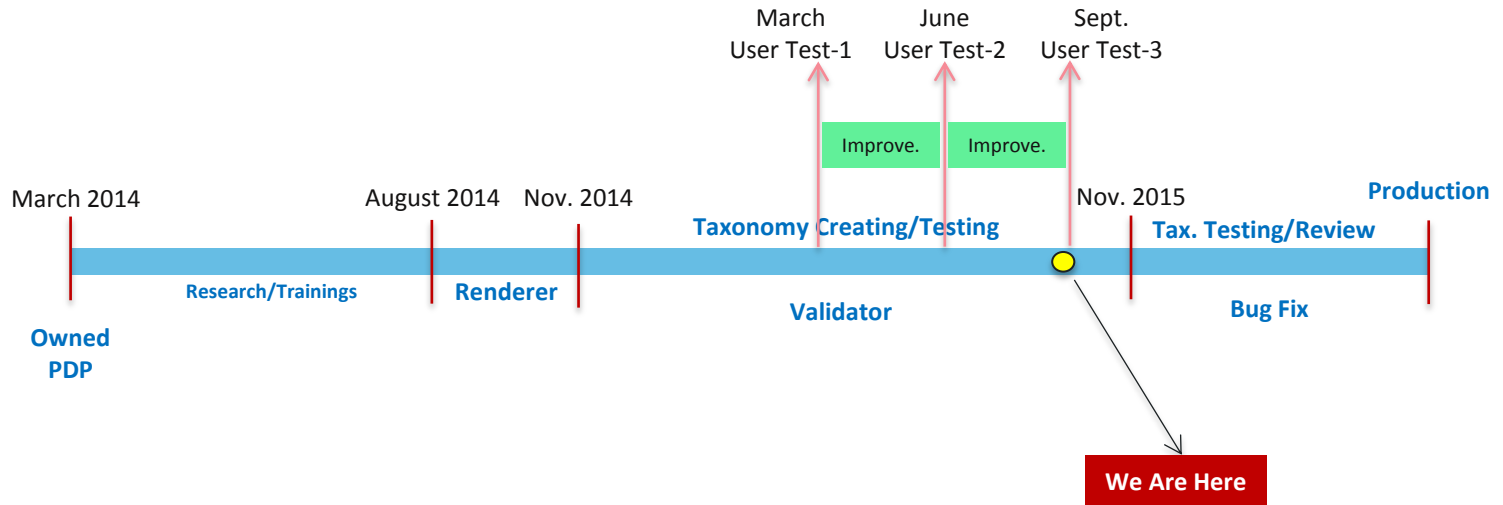 March
User Test-1
June
User Test-2
Sept.
User Test-3
Improve.
Improve.
March 2014
August 2014
Nov. 2014
Nov. 2015
Production
Taxonomy Creating/Testing
Tax. Testing/Review
Research/Trainings
Renderer
Validator
Bug Fix
Owned
PDP
We Are Here